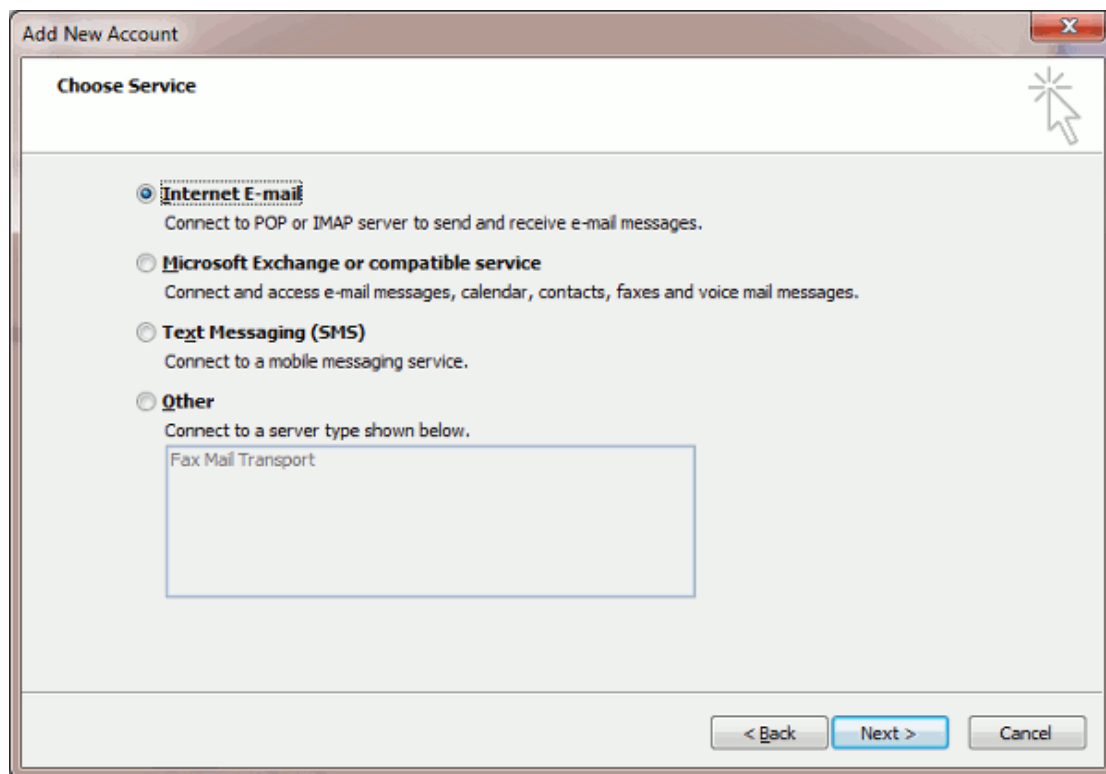 Add New Account
Choose Service
Internet E-mail
Connect to POP or IMAP server to send and receive e-mail messages.
Microsoft Exchange or compatible service
Connect and access e-mail messages, calendar, contacts, faxes and voice mail messages.
Text Messaging (SMS)
Connect to a mobile messaging service.
Other
Connect to a server type shown below.
Fax Mail Transport
< Back Next > Cancel